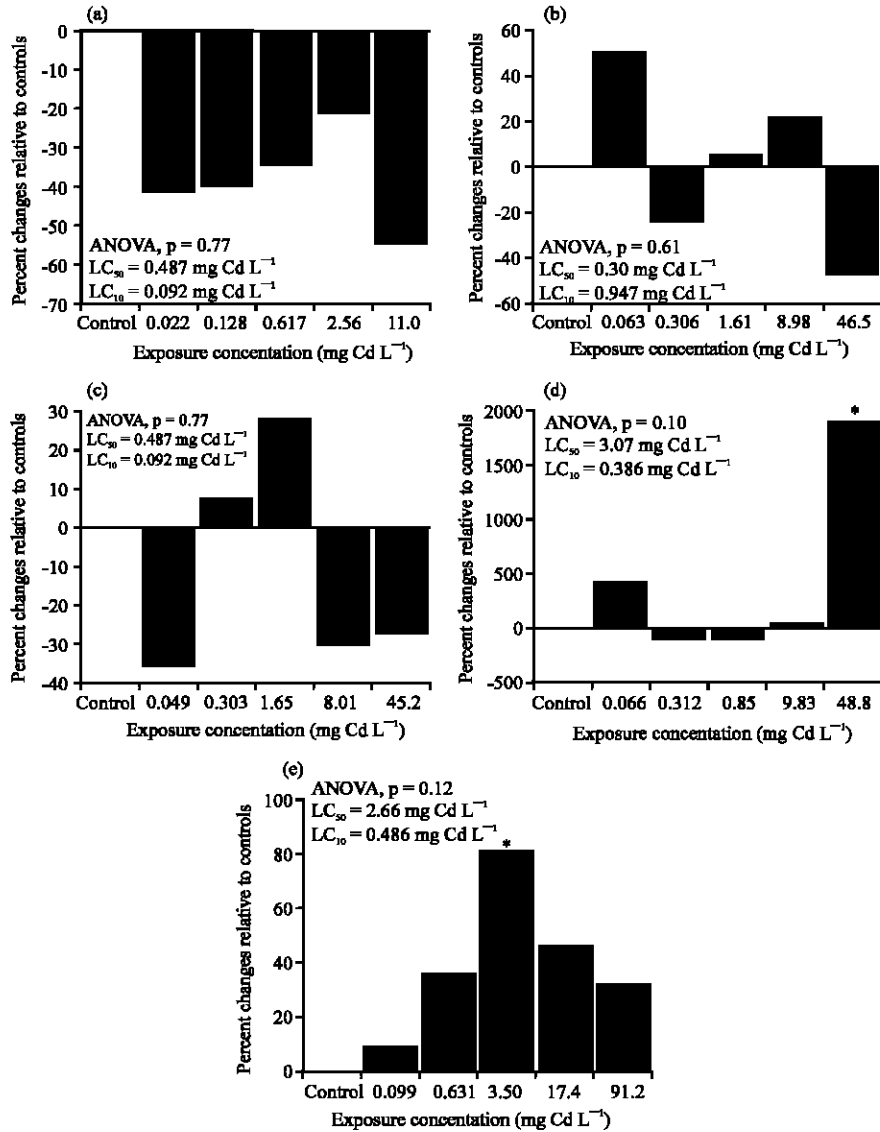 (a)
0
-10
-20
-30
-40
-50
-60
-70
Percent changes relative to controls
ANOVA, p = 0.77
LC₅₀ = 0.487 mg Cd L⁻¹
LC₁₀ = 0.092 mg Cd L⁻¹
Control 0.022 0.128 0.617 2.56 11.0
Exposure concentation (mg Cd L⁻¹)
(b)
60
40
20
0
-20
-40
-60
Percent changes relative to controls
ANOVA, p = 0.61
LC₅₀ = 0.30 mg Cd L⁻¹
LC₁₀ = 0.947 mg Cd L⁻¹
Control 0.063 0.306 1.61 8.98 46.5
Exposure concentation (mg Cd L⁻¹)
(c)
30
20
10
0
-10
-20
-30
-40
Percent changes relative to controls
ANOVA, p = 0.77
LC₅₀ = 0.487 mg Cd L⁻¹
LC₁₀ = 0.092 mg Cd L⁻¹
Control 0.049 0.303 1.65 8.01 45.2
Exposure concentation (mg Cd L⁻¹)
(d)
2000
1500
1000
500
0
-500
Percent changes relative to controls
ANOVA, p = 0.10
LC₅₀ = 3.07 mg Cd L⁻¹
LC₁₀ = 0.386 mg Cd L⁻¹
*
Control 0.066 0.312 0.85 9.83 48.8
Exposure concentation (mg Cd L⁻¹)
(e)
100
80
60
40
20
0
Percent changes relative to controls
ANOVA, p = 0.12
LC₅₀ = 2.66 mg Cd L⁻¹
LC₁₀ = 0.486 mg Cd L⁻¹
*
Control 0.099 0.631 3.50 17.4 91.2
Exposure concentation (mg Cd L⁻¹)